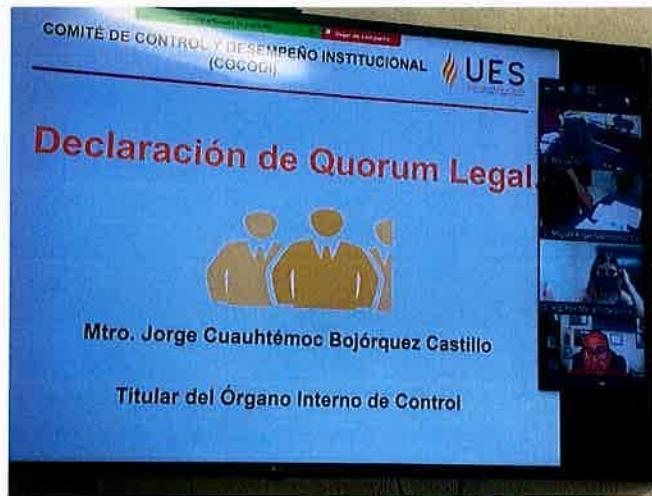 COMITÉ DE CONTROL Y DESEMPEÑO INSTITUCIONAL
(COCODI)
UES
Declaración de Quorum Legal
Mtro. Jorge Cuauhtémoc Bojórquez Castillo
Titular del Órgano Interno de Control